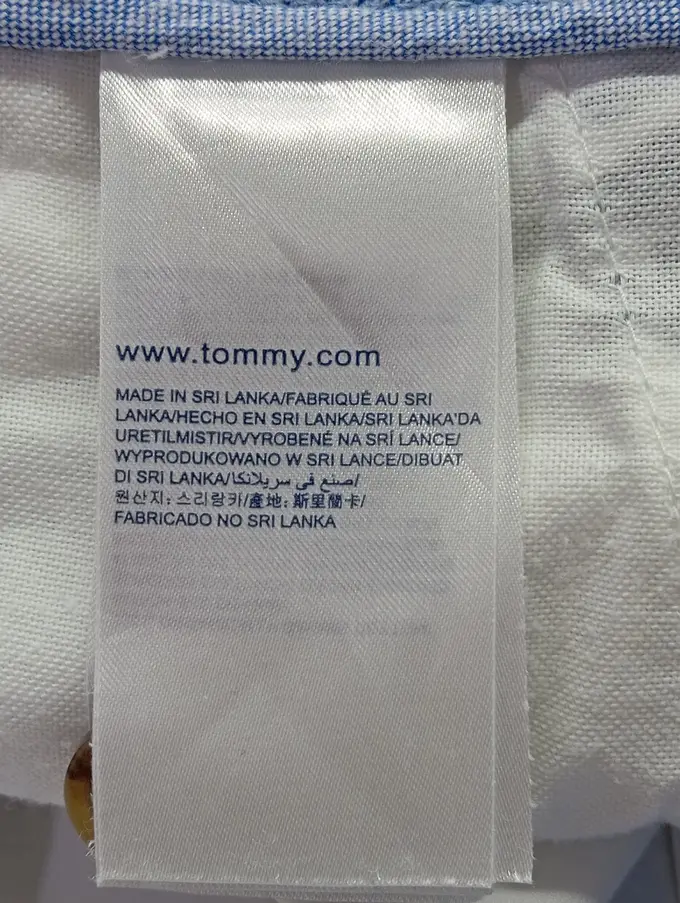 www.tommy.com
MADE IN SRI LANKA/FABRIQUÉ AU SRI
LANKA/HECHO EN SRI LANKA/SRI LANKA'DA
URETILMISTIR/VYROBENÉ NA SRÍ LANCE/
WYPRODUKOWANO W SRI LANCE/DIBUAT
DI SRI LANKA/صنع في سريلانكا/
원산지: 스리랑카/產地: 斯里蘭卡/
FABRICADO NO SRI LANKA